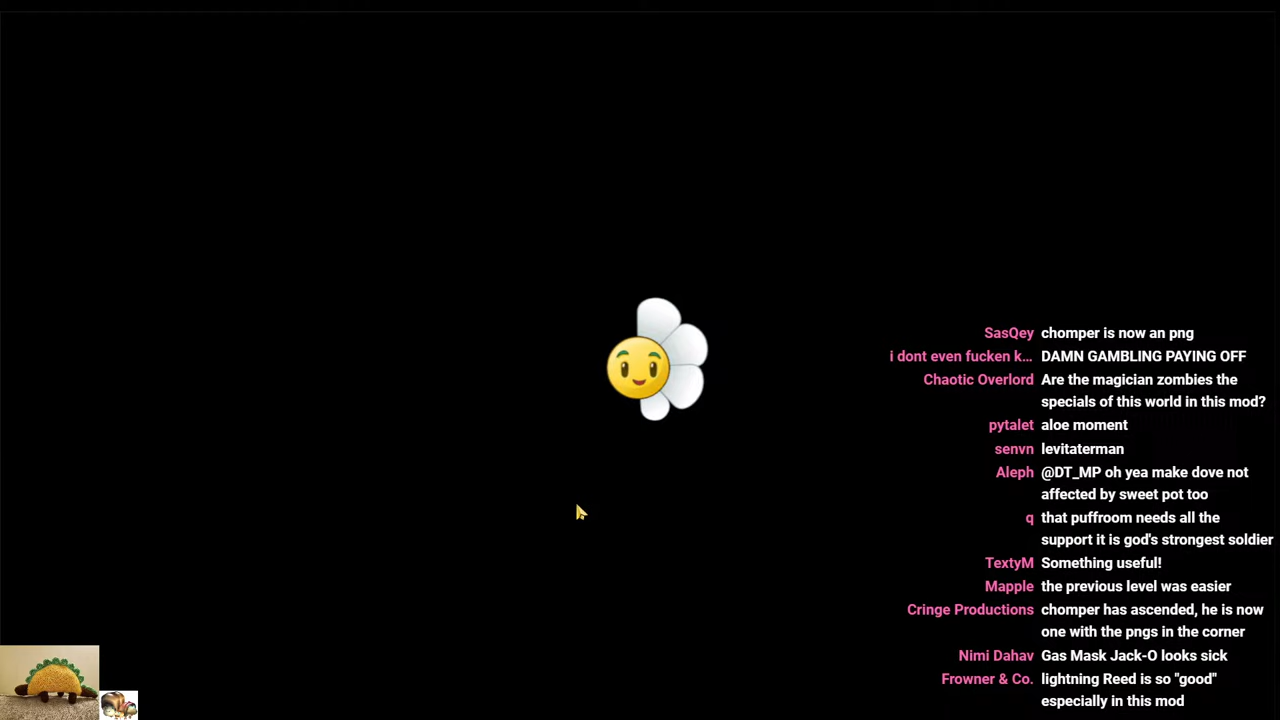 SasQey chomper is now an png
i dont even fucken k... DAMN GAMBLING PAYING OFF
Chaotic Overlord Are the magician zombies the
specials of this world in this mod?
pytalet aloe moment
senvn levitaterman
Aleph @DT_MP oh yea make dove not
affected by sweet pot too
q that puffroom needs all the
support it is god's strongest soldier
TextyM Something useful!
Mapple the previous level was easier
Cringe Productions chomper has ascended, he is now
one with the pngs in the corner
Nimi Dahav Gas Mask Jack-O looks sick
Frowner & Co. lightning Reed is so "good"
especially in this mod